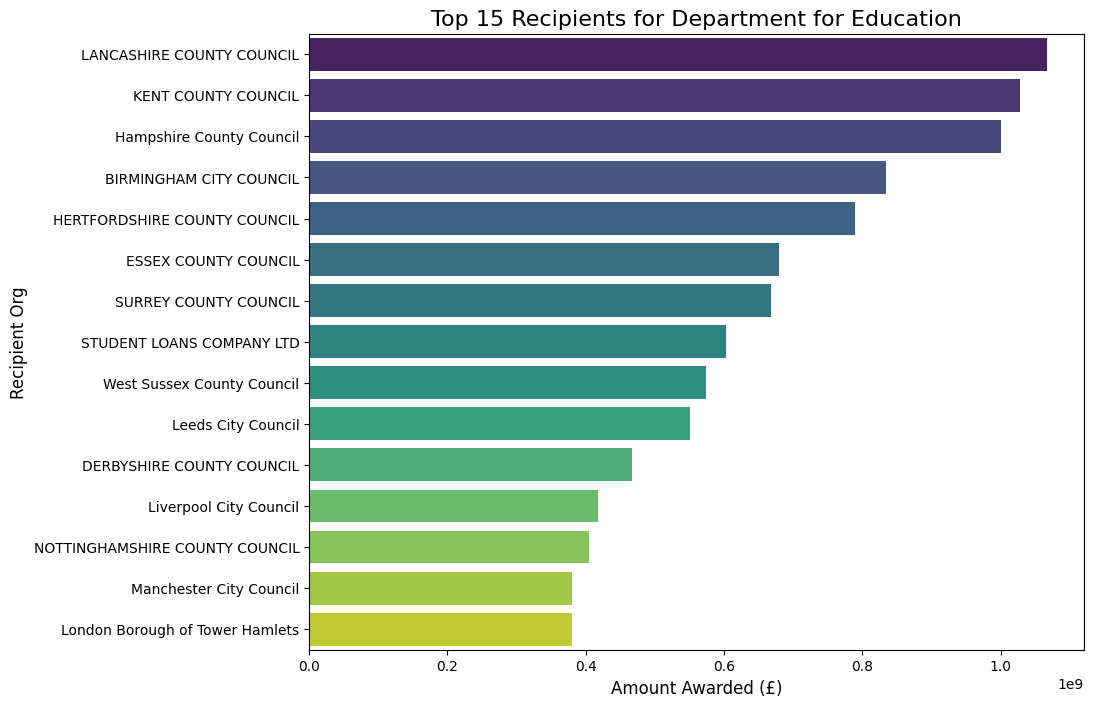 Top 15 Recipients for Department for Education
LANCASHIRE COUNTY COUNCIL
KENT COUNTY COUNCIL
Hampshire County Council
BIRMINGHAM CITY COUNCIL
HERTFORDSHIRE COUNTY COUNCIL
ESSEX COUNTY COUNCIL
SURREY COUNTY COUNCIL
STUDENT LOANS COMPANY LTD
West Sussex County Council
Leeds City Council
DERBYSHIRE COUNTY COUNCIL
Liverpool City Council
NOTTINGHAMSHIRE COUNTY COUNCIL
Manchester City Council
London Borough of Tower Hamlets
Recipient Org
0.0 0.2 0.4 0.6 0.8 1.0
1e9
Amount Awarded (£)